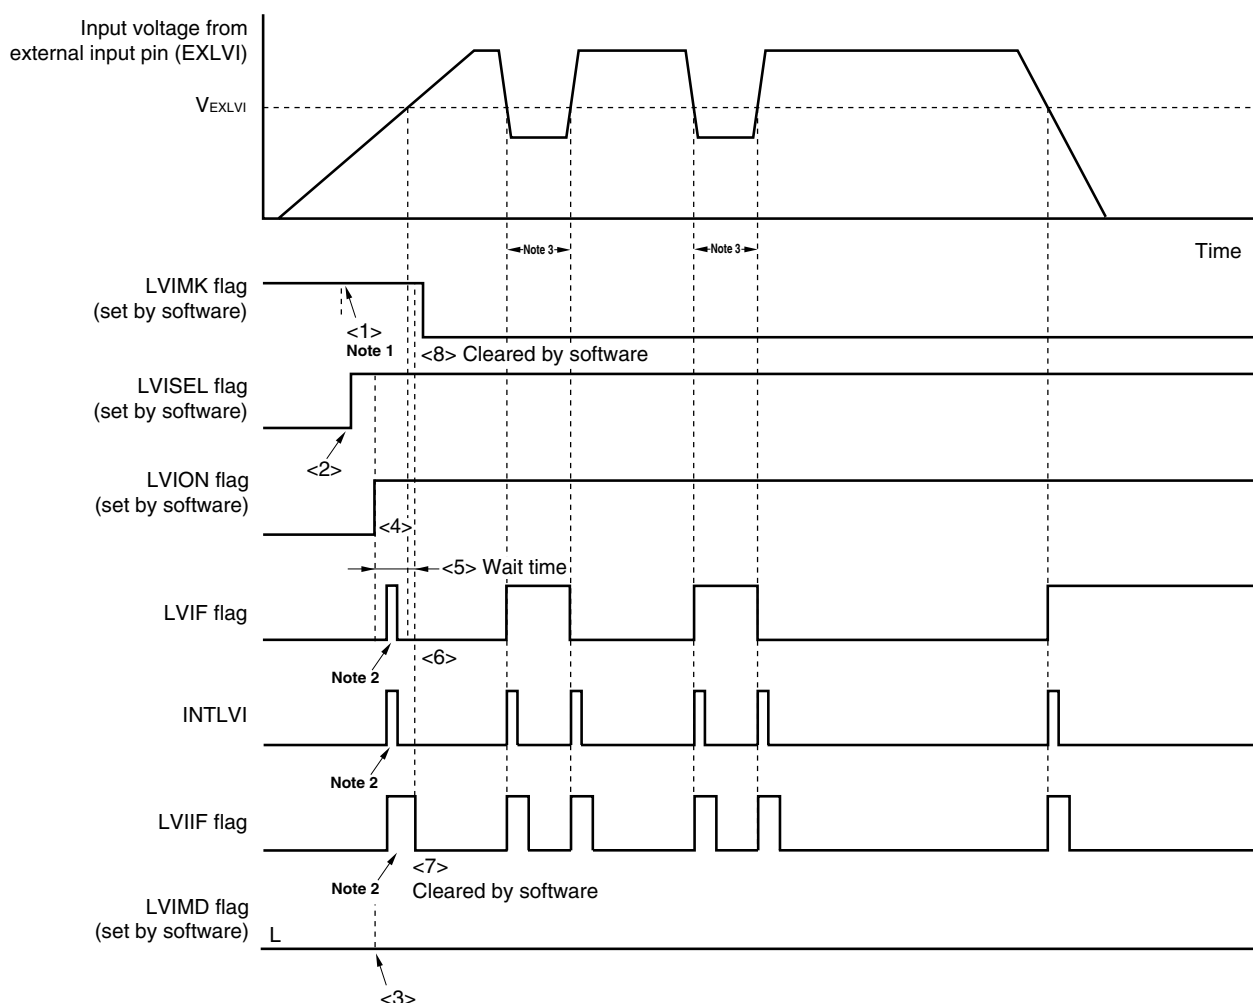 Input voltage from
external input pin (EXLVI)
VEXLVI
Note 3
Note 3
Time
LVIMK flag
(set by software)
<1>
Note 1
<8> Cleared by software
LVISEL flag
(set by software)
<2>
LVION flag
(set by software)
<4>
<5> Wait time
LVIF flag
Note 2
<6>
INTLVI
Note 2
LVIIF flag
<7>
Cleared by software
Note 2
LVIMD flag
(set by software)
L
<3>